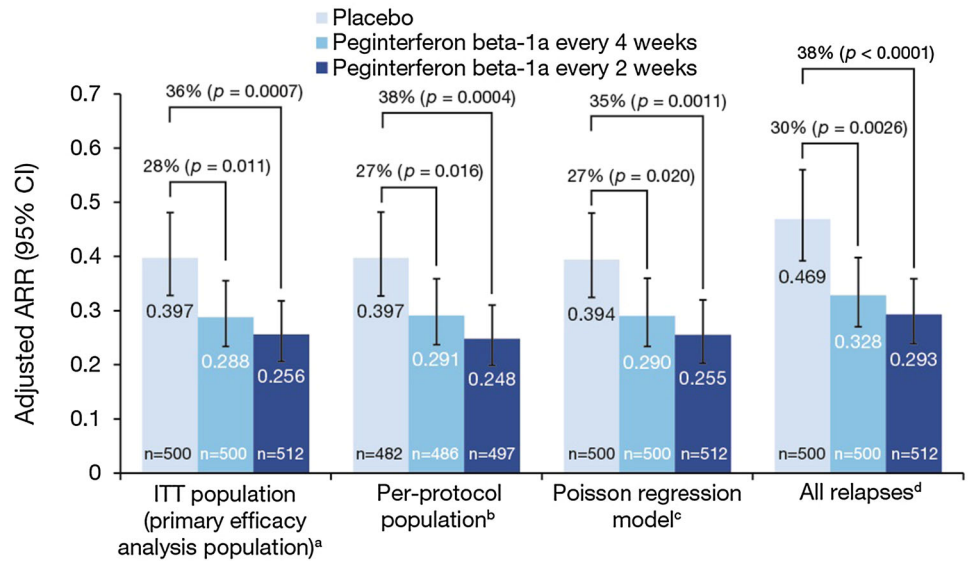 Placebo
Peginterferon beta-1a every 4 weeks
Peginterferon beta-1a every 2 weeks
Adjusted ARR (95% CI)
0.7
0.6
0.5
0.4
0.3
0.2
0.1
0
36% (p = 0.0007)
28% (p = 0.011)
0.397
0.288
0.256
n=500
n=500
n=512
ITT population
(primary efficacy
analysis population)ᵃ
38% (p = 0.0004)
27% (p = 0.016)
0.397
0.291
0.248
n=482
n=486
n=497
Per-protocol
populationᵇ
35% (p = 0.0011)
27% (p = 0.020)
0.394
0.290
0.255
n=500
n=500
n=512
Poisson regression
modelᶜ
38% (p < 0.0001)
30% (p = 0.0026)
0.469
0.328
0.293
n=500
n=500
n=512
All relapsesᵈ